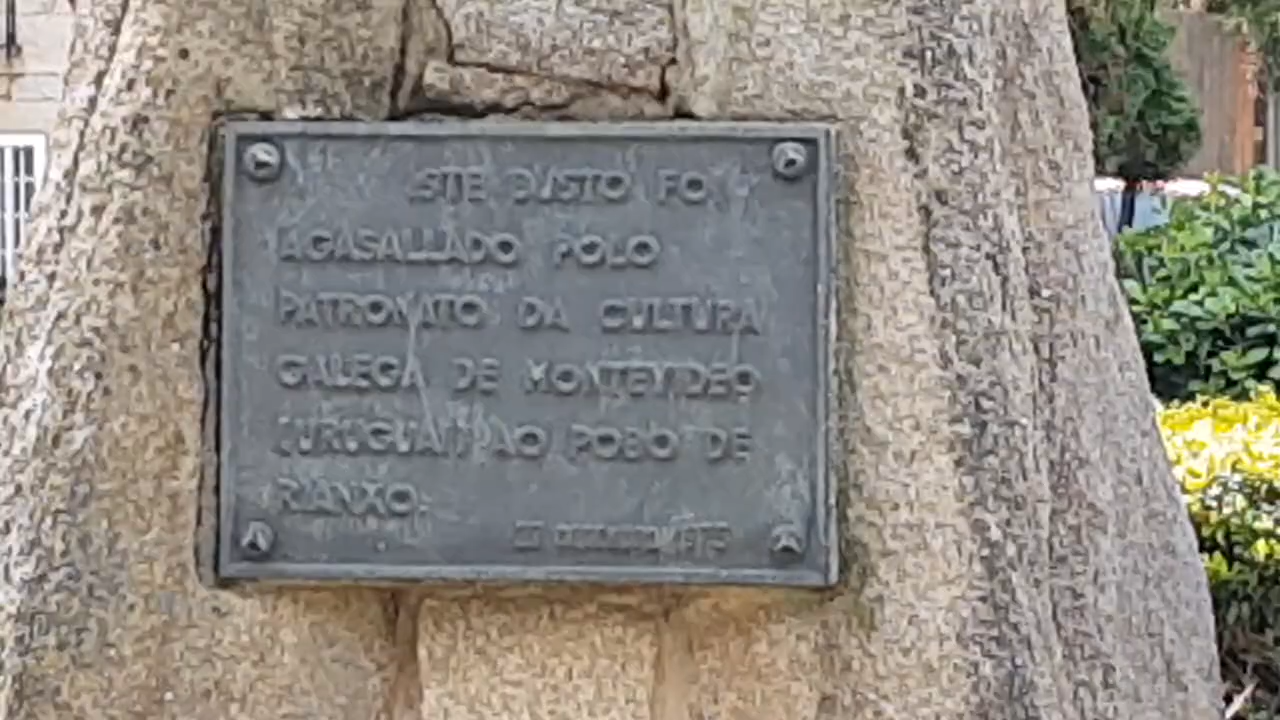 ESTE BUSTO FOI
AGASALLADO POLO
PATRONATO DA CULTURA
GALEGA DE MONTEVIDEO
(URUGUAI) AO POBO DE
RIANXO.